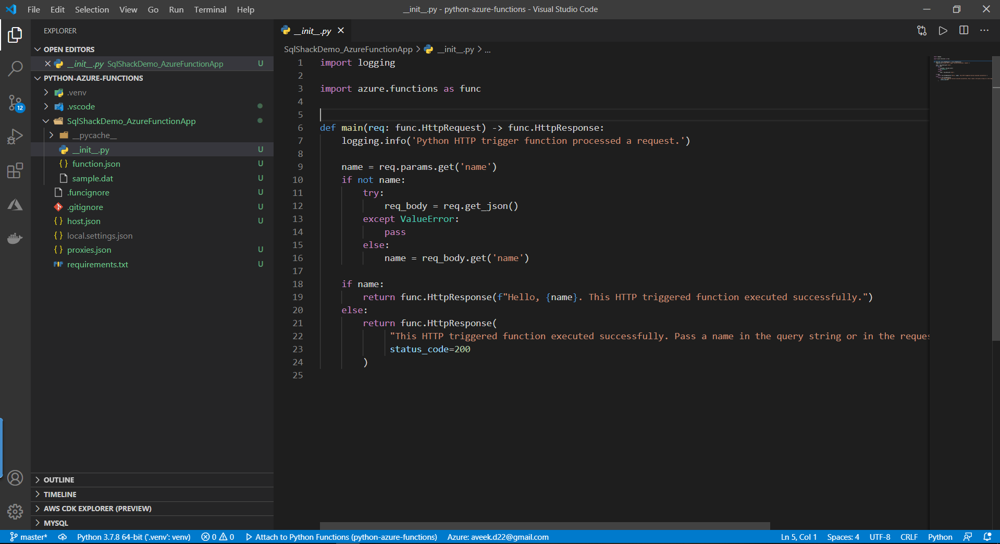 File Edit Selection View Go Run Terminal Help
__init__.py - python-azure-functions - Visual Studio Code
EXPLORER
OPEN EDITORS
__init__.py SqlShackDemo_AzureFunctionApp U
PYTHON-AZURE-FUNCTIONS
.venv
.vscode
SqlShackDemo_AzureFunctionApp
__pycache__
__init__.py U
function.json U
sample.dat U
.funcignore U
.gitignore U
host.json U
local.settings.json
proxies.json U
requirements.txt U
12
OUTLINE
TIMELINE
AWS CDK EXPLORER (PREVIEW)
MYSQL
__init__.py
SqlShackDemo_AzureFunctionApp > __init__.py > ...
1 import logging
2
3 import azure.functions as func
4
5
6 def main(req: func.HttpRequest) -> func.HttpResponse:
7     logging.info('Python HTTP trigger function processed a request.')
8
9     name = req.params.get('name')
10     if not name:
11         try:
12             req_body = req.get_json()
13         except ValueError:
14             pass
15         else:
16             name = req_body.get('name')
17
18     if name:
19         return func.HttpResponse(f"Hello, {name}. This HTTP triggered function executed successfully.")
20     else:
21         return func.HttpResponse(
22              "This HTTP triggered function executed successfully. Pass a name in the query string or in the reques
23              status_code=200
24         )
25
master* Python 3.7.8 64-bit ('.venv': venv) 0 0 Attach to Python Functions (python-azure-functions) Azure: aveek.d22@gmail.com Ln 5, Col 1 Spaces: 4 UTF-8 CRLF Python